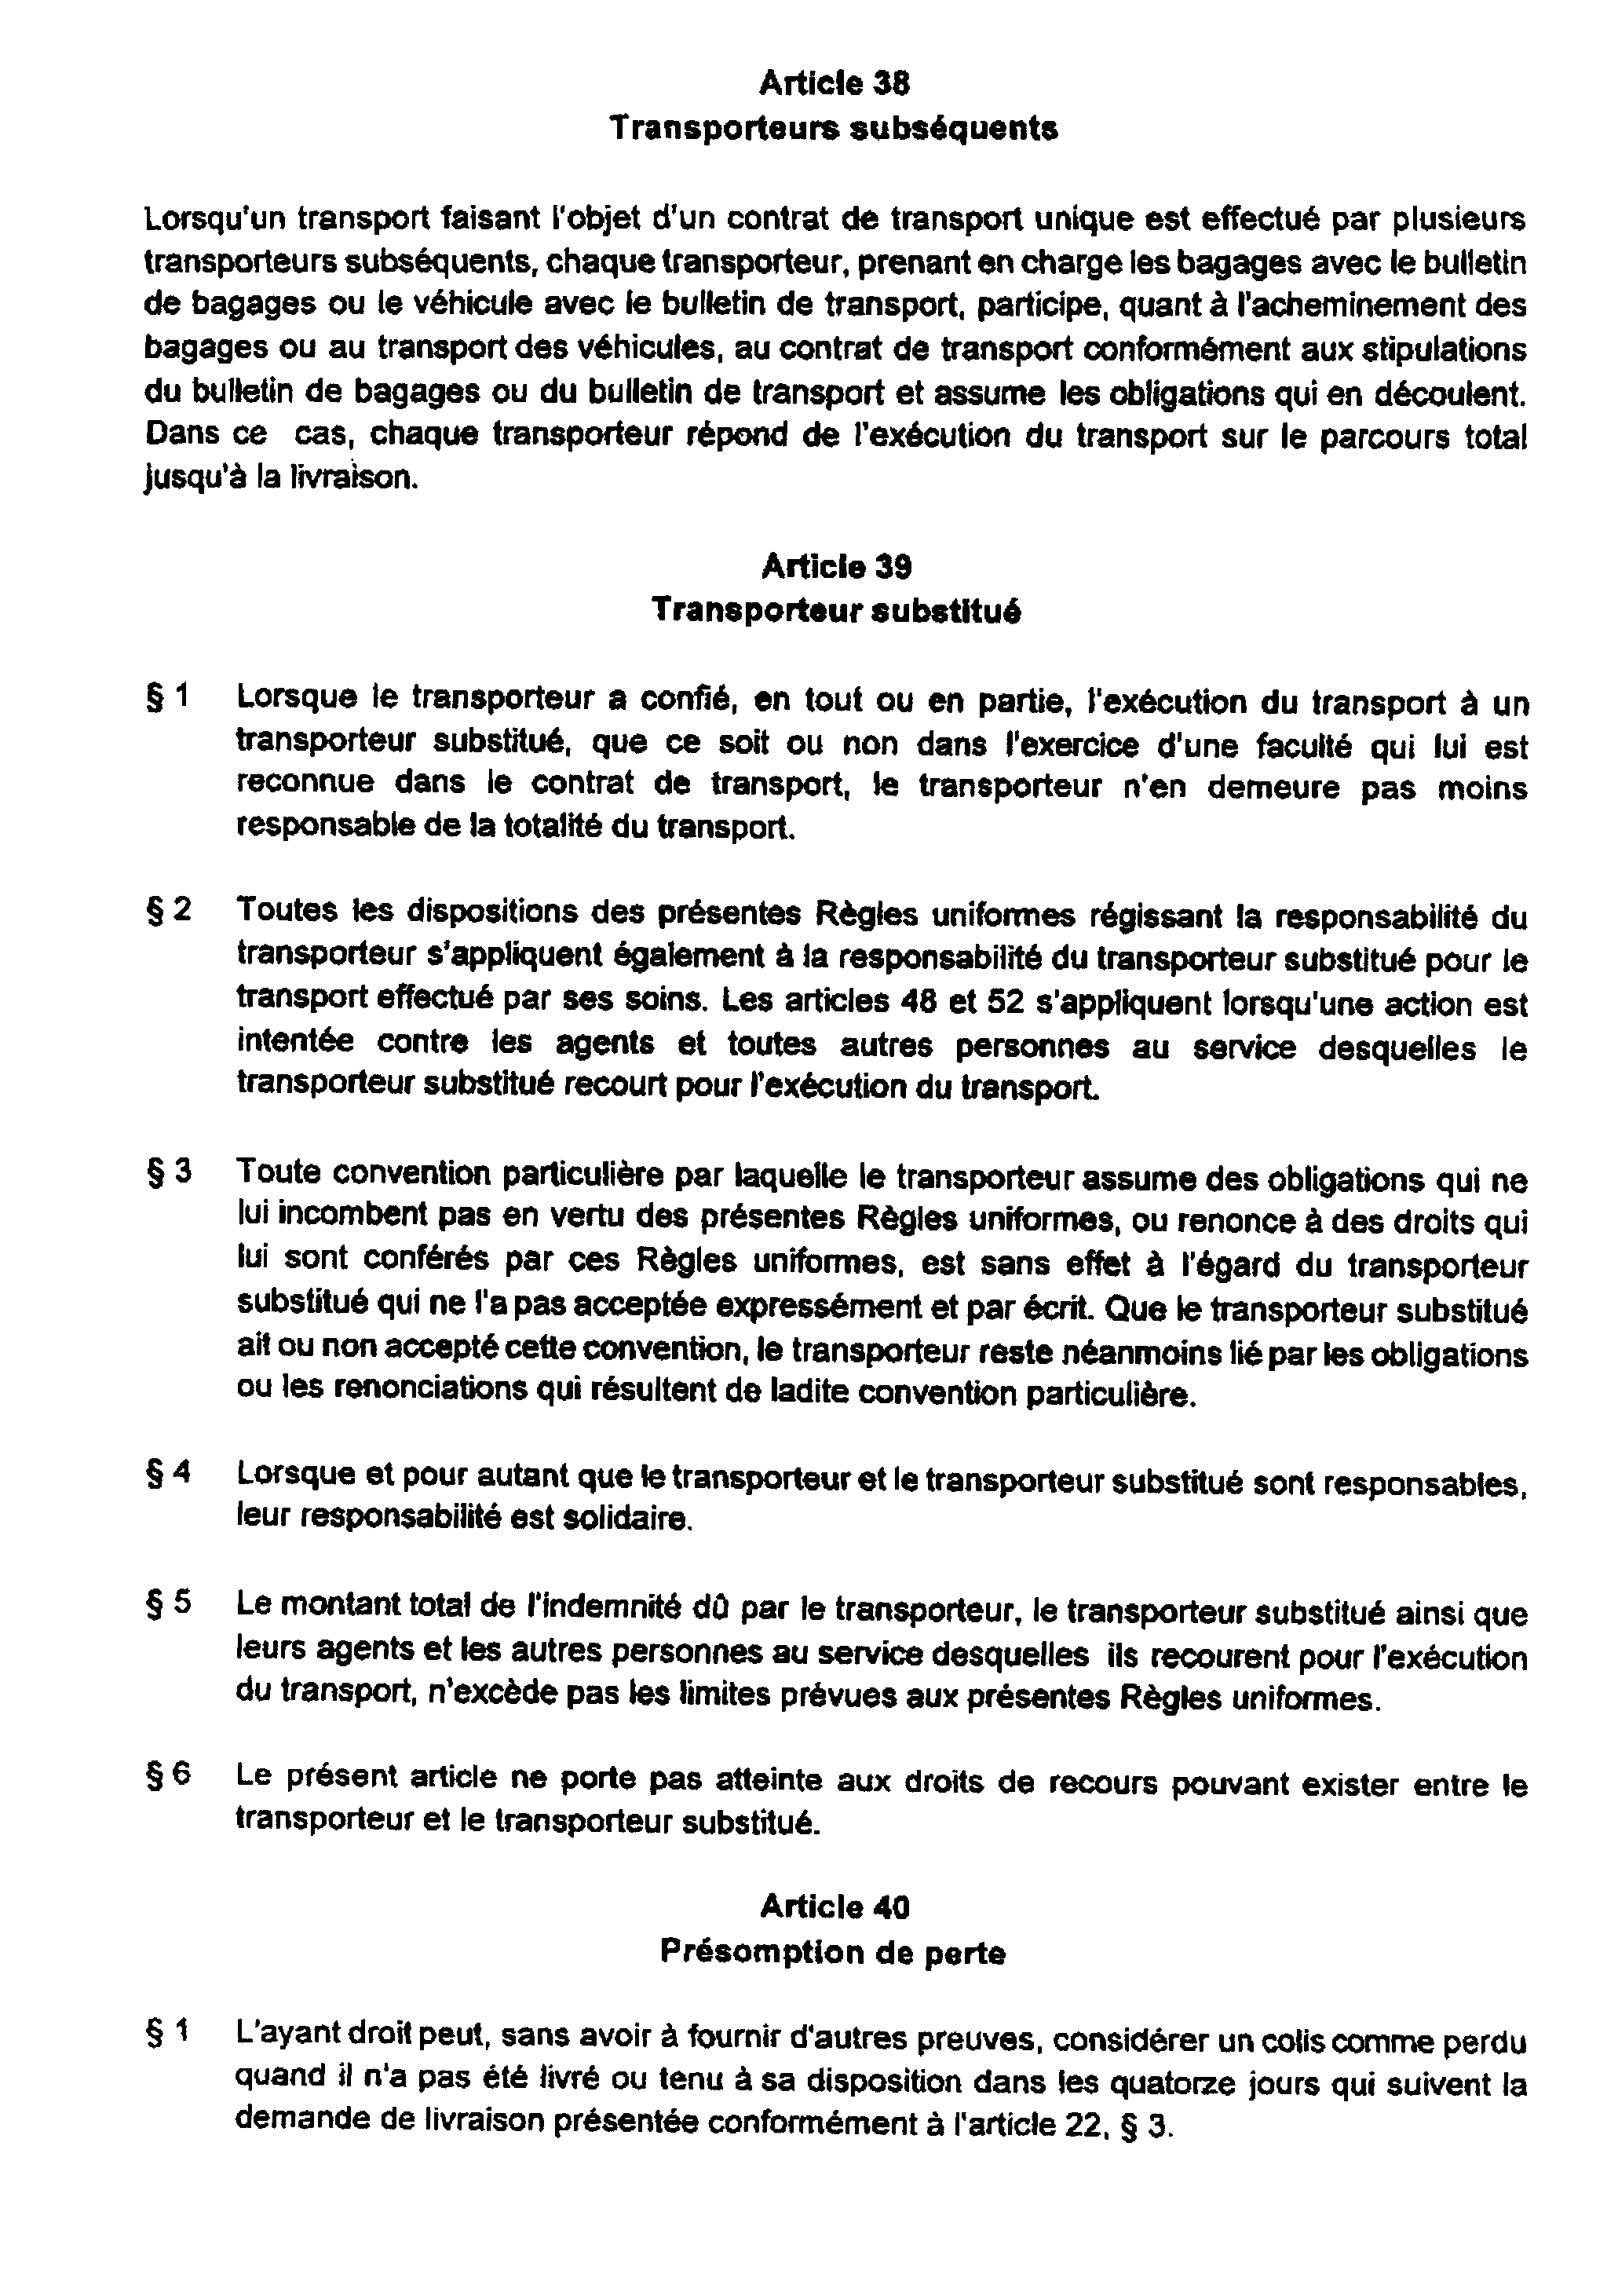 Article 38
Transporteurs subséquents
Lorsqu'un transport faisant l'objet d'un contrat de transport unique est effectué par plusieurs
transporteurs subséquents, chaque transporteur, prenant en charge les bagages avec le bulletin
de bagages ou le véhicule avec le bulletin de transport, participe, quant à l'acheminement des
bagages ou au transport des véhicules, au contrat de transport conformément aux stipulations
du bulletin de bagages ou du bulletin de transport et assume les obligations qui en découlent.
Dans ce cas, chaque transporteur répond de l'exécution du transport sur le parcours total
jusqu'à la livraison.
Article 39
Transporteur substitué
§ 1 Lorsque le transporteur a confié, en tout ou en partie, l'exécution du transport à un
transporteur substitué, que ce soit ou non dans l'exercice d'une faculté qui lui est
reconnue dans le contrat de transport, le transporteur n'en demeure pas moins
responsable de la totalité du transport.
§ 2 Toutes les dispositions des présentes Règles uniformes régissant la responsabilité du
transporteur s'appliquent également à la responsabilité du transporteur substitué pour le
transport effectué par ses soins. Les articles 48 et 52 s'appliquent lorsqu'une action est
intentée contre les agents et toutes autres personnes au service desquelles le
transporteur substitué recourt pour l'exécution du transport.
§ 3 Toute convention particulière par laquelle le transporteur assume des obligations qui ne
lui incombent pas en vertu des présentes Règles uniformes, ou renonce à des droits qui
lui sont conférés par ces Règles uniformes, est sans effet à l'égard du transporteur
substitué qui ne l'a pas acceptée expressément et par écrit. Que le transporteur substitué
ait ou non accepté cette convention, le transporteur reste néanmoins lié par les obligations
ou les renonciations qui résultent de ladite convention particulière.
§ 4 Lorsque et pour autant que le transporteur et le transporteur substitué sont responsables,
leur responsabilité est solidaire.
§ 5 Le montant total de l'indemnité dû par le transporteur, le transporteur substitué ainsi que
leurs agents et les autres personnes au service desquelles ils recourent pour l'exécution
du transport, n'excède pas les limites prévues aux présentes Règles uniformes.
§ 6 Le présent article ne porte pas atteinte aux droits de recours pouvant exister entre le
transporteur et le transporteur substitué.
Article 40
Présomption de perte
§ 1 L'ayant droit peut, sans avoir à fournir d'autres preuves, considérer un colis comme perdu
quand il n'a pas été livré ou tenu à sa disposition dans les quatorze jours qui suivent la
demande de livraison présentée conformément à l'article 22, § 3.